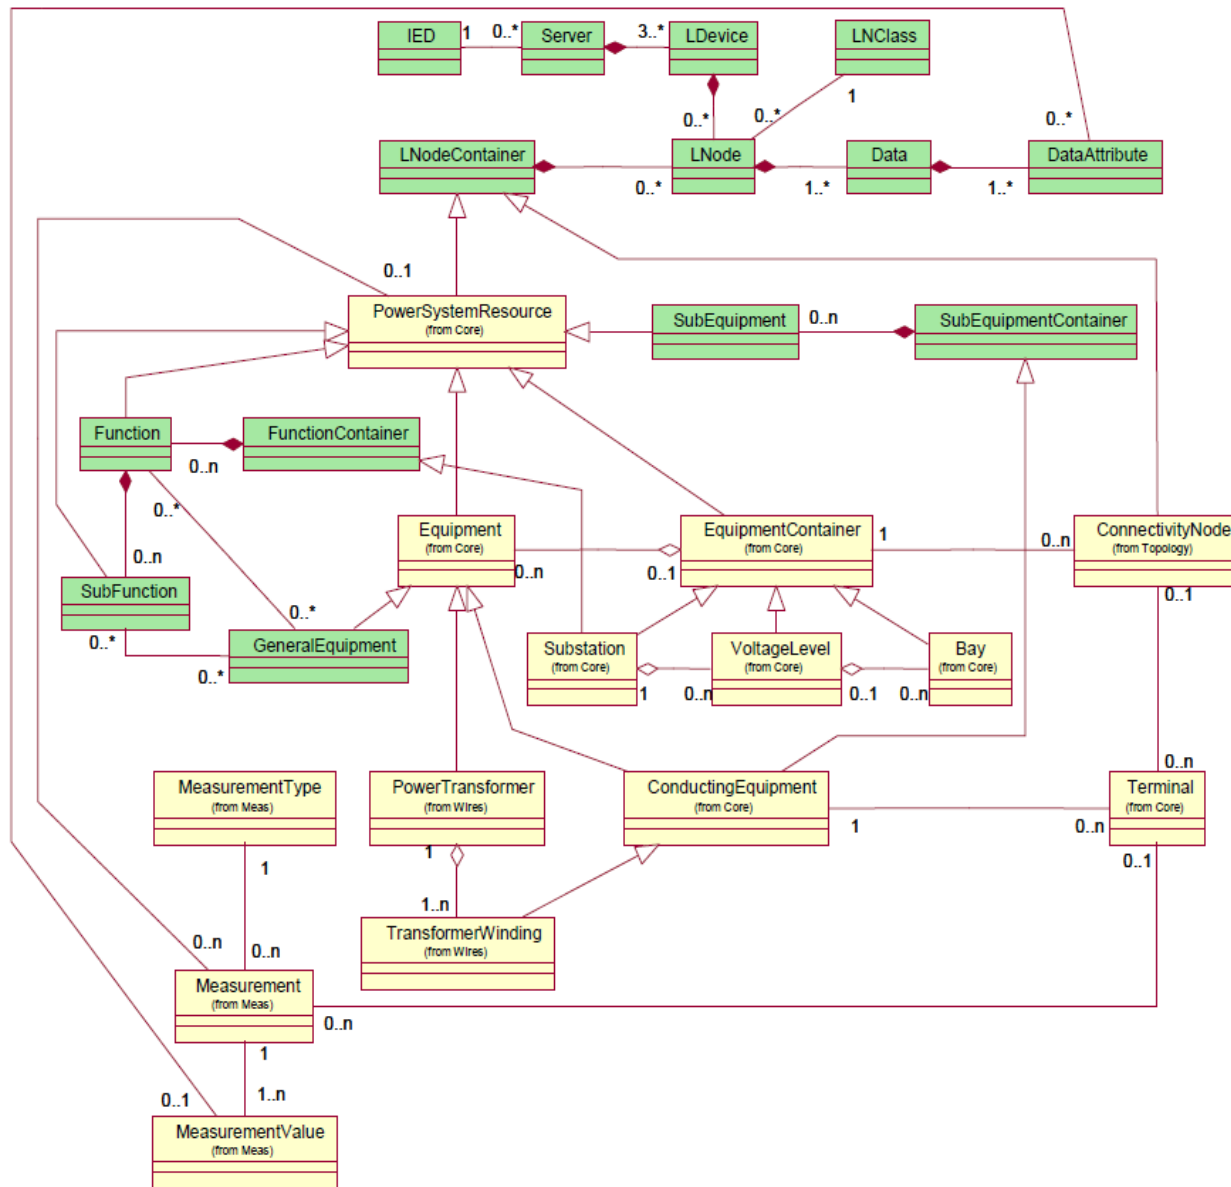 IED
1
0..*
Server
3..*
LDevice
LNClass
0..*
0..*
1
0..*
LNodeContainer
LNode
Data
DataAttribute
0..*
1..*
1..*
0..1
PowerSystemResource
(from Core)
SubEquipment
0..n
SubEquipmentContainer
Function
FunctionContainer
0..n
0..*
Equipment
(from Core)
EquipmentContainer
(from Core)
ConnectivityNode
(from Topology)
1
0..n
0..n
0..n
0..1
SubFunction
0..1
0..*
0..*
GeneralEquipment
0..*
Substation
(from Core)
VoltageLevel
(from Core)
Bay
(from Core)
1
0..n
0..1
0..n
0..n
MeasurementType
(from Meas)
PowerTransformer
(from Wires)
ConductingEquipment
(from Core)
Terminal
(from Core)
1
0..n
1
0..1
1
1..n
TransformerWinding
(from Wires)
0..n
0..n
Measurement
(from Meas)
0..n
1
0..1
1..n
MeasurementValue
(from Meas)